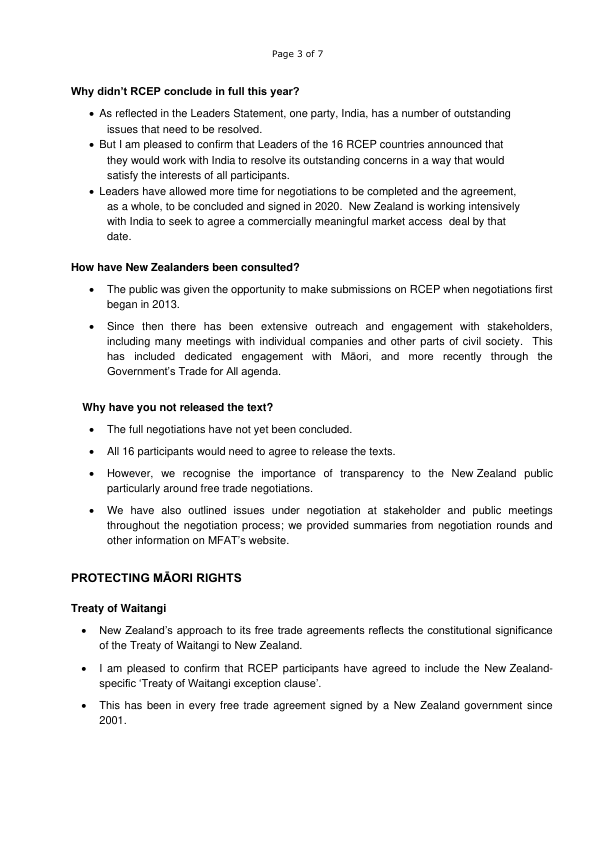 Page 3 of 7
Why didn't RCEP conclude in full this year?
• As reflected in the Leaders Statement, one party, India, has a number of outstanding
issues that need to be resolved.
• But I am pleased to confirm that Leaders of the 16 RCEP countries announced that
they would work with India to resolve its outstanding concerns in a way that would
satisfy the interests of all participants.
• Leaders have allowed more time for negotiations to be completed and the agreement,
as a whole, to be concluded and signed in 2020. New Zealand is working intensively
with India to seek to agree a commercially meaningful market access deal by that
date.
How have New Zealanders been consulted?
• The public was given the opportunity to make submissions on RCEP when negotiations first
began in 2013.
• Since then there has been extensive outreach and engagement with stakeholders,
including many meetings with individual companies and other parts of civil society. This
has included dedicated engagement with Māori, and more recently through the
Government's Trade for All agenda.
Why have you not released the text?
• The full negotiations have not yet been concluded.
• All 16 participants would need to agree to release the texts.
• However, we recognise the importance of transparency to the New Zealand public
particularly around free trade negotiations.
• We have also outlined issues under negotiation at stakeholder and public meetings
throughout the negotiation process; we provided summaries from negotiation rounds and
other information on MFAT's website.
PROTECTING MĀORI RIGHTS
Treaty of Waitangi
• New Zealand's approach to its free trade agreements reflects the constitutional significance
of the Treaty of Waitangi to New Zealand.
• I am pleased to confirm that RCEP participants have agreed to include the New Zealand-
specific 'Treaty of Waitangi exception clause'.
• This has been in every free trade agreement signed by a New Zealand government since
2001.